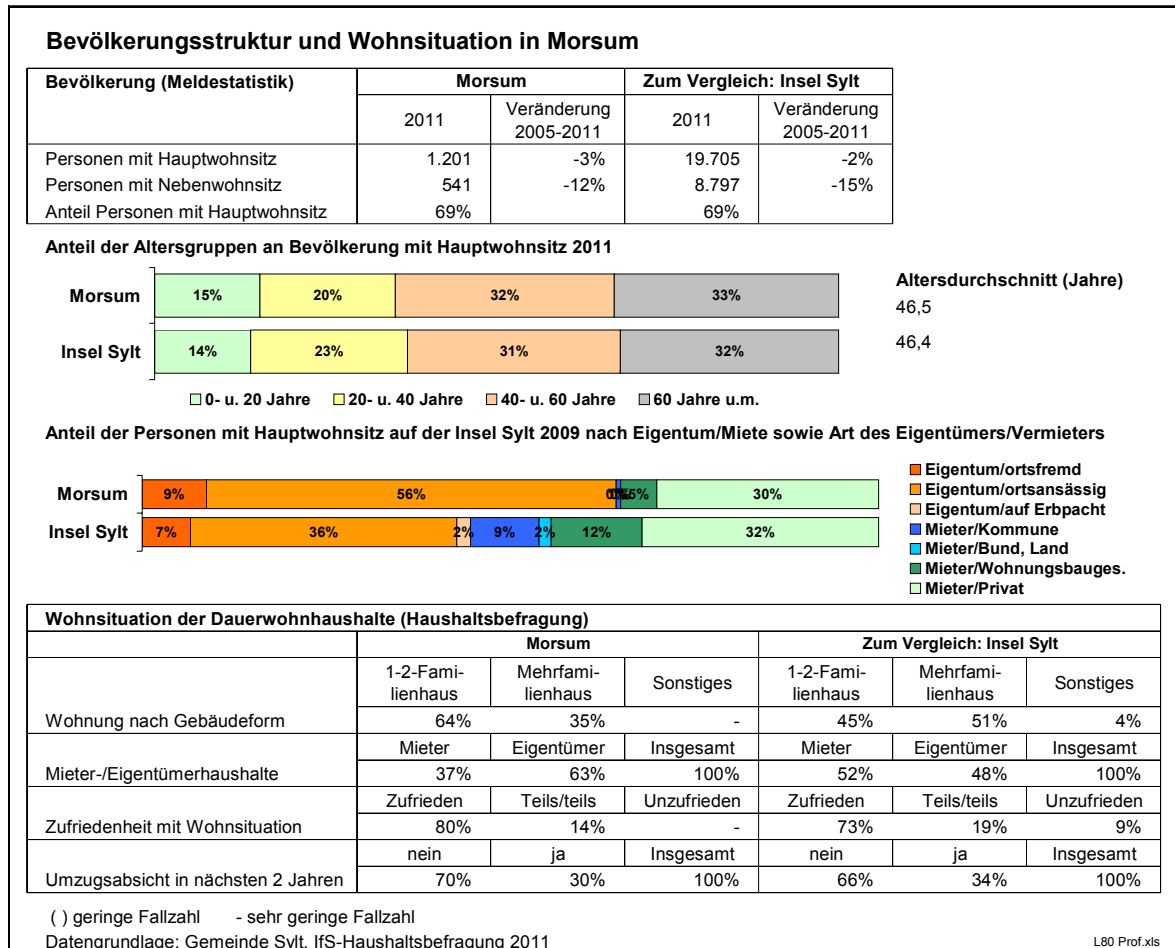 Bevölkerungsstruktur und Wohnsituation in Morsum
Bevölkerung (Meldestatistik) Morsum Zum Vergleich: Insel Sylt
2011 Veränderung 2005-2011 2011 Veränderung 2005-2011
Personen mit Hauptwohnsitz 1.201 -3% 19.705 -2%
Personen mit Nebenwohnsitz 541 -12% 8.797 -15%
Anteil Personen mit Hauptwohnsitz 69% 69%
Anteil der Altersgruppen an Bevölkerung mit Hauptwohnsitz 2011
Altersdurchschnitt (Jahre)
Morsum 15% 20% 32% 33% 46,5
Insel Sylt 14% 23% 31% 32% 46,4
0- u. 20 Jahre 20- u. 40 Jahre 40- u. 60 Jahre 60 Jahre u.m.
Anteil der Personen mit Hauptwohnsitz auf der Insel Sylt 2009 nach Eigentum/Miete sowie Art des Eigentümers/Vermieters
Morsum 9% 56% 5% 30%
Insel Sylt 7% 36% 2% 9% 2% 12% 32%
Eigentum/ortsfremd
Eigentum/ortsansässig
Eigentum/auf Erbpacht
Mieter/Kommune
Mieter/Bund, Land
Mieter/Wohnungsbauges.
Mieter/Privat
Wohnsituation der Dauerwohnhaushalte (Haushaltsbefragung)
Morsum Zum Vergleich: Insel Sylt
1-2-Fami-lienhaus Mehrfami-lienhaus Sonstiges 1-2-Fami-lienhaus Mehrfami-lienhaus Sonstiges
Wohnung nach Gebäudeform 64% 35% - 45% 51% 4%
Mieter Eigentümer Insgesamt Mieter Eigentümer Insgesamt
Mieter-/Eigentümerhaushalte 37% 63% 100% 52% 48% 100%
Zufrieden Teils/teils Unzufrieden Zufrieden Teils/teils Unzufrieden
Zufriedenheit mit Wohnsituation 80% 14% - 73% 19% 9%
nein ja Insgesamt nein ja Insgesamt
Umzugsabsicht in nächsten 2 Jahren 70% 30% 100% 66% 34% 100%
( ) geringe Fallzahl - sehr geringe Fallzahl
Datengrundlage: Gemeinde Sylt, IfS-Haushaltsbefragung 2011
L80 Prof.xls